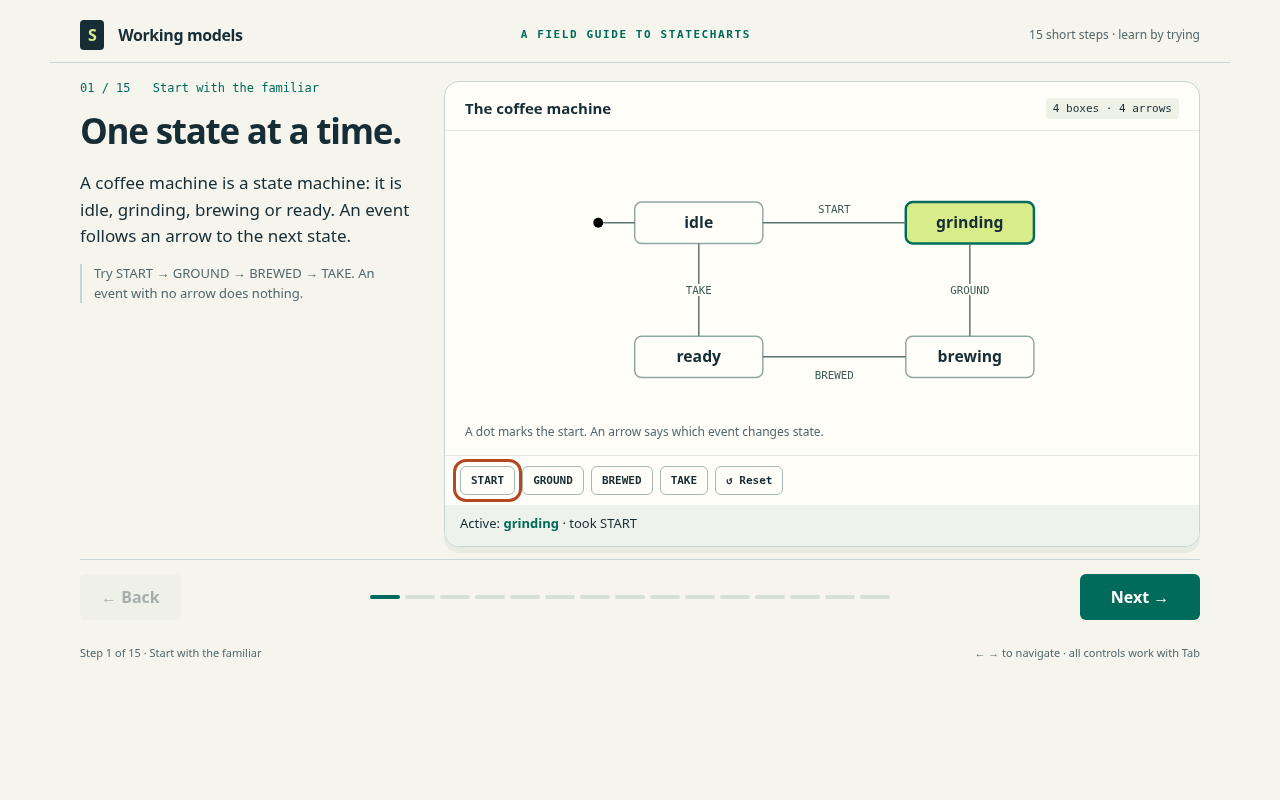 S Working models
A FIELD GUIDE TO STATECHARTS
15 short steps · learn by trying
01 / 15 Start with the familiar
One state at a time.
A coffee machine is a state machine: it is
idle, grinding, brewing or ready. An event
follows an arrow to the next state.
Try START → GROUND → BREWED → TAKE. An
event with no arrow does nothing.
The coffee machine
4 boxes · 4 arrows
idle
START
grinding
TAKE
GROUND
ready
BREWED
brewing
A dot marks the start. An arrow says which event changes state.
START GROUND BREWED TAKE ↺ Reset
Active: grinding · took START
← Back
Next →
Step 1 of 15 · Start with the familiar
← → to navigate · all controls work with Tab